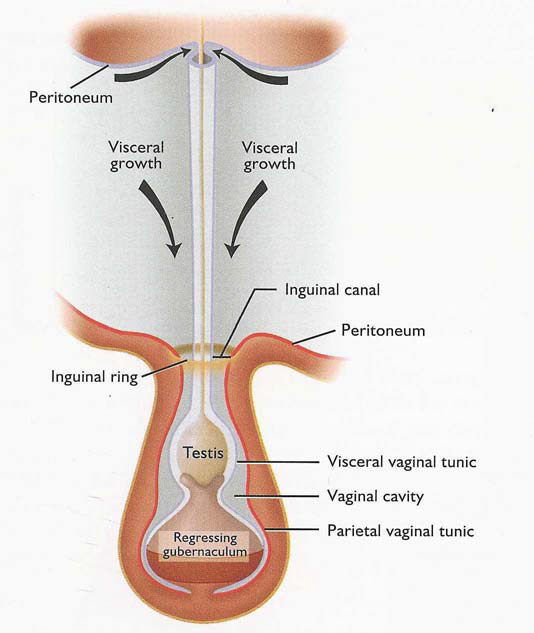 Peritoneum
Visceral
growth
Visceral
growth
Inguinal canal
Peritoneum
Inguinal ring
Testis
Visceral vaginal tunic
Vaginal cavity
Parietal vaginal tunic
Regressing
gubernaculum